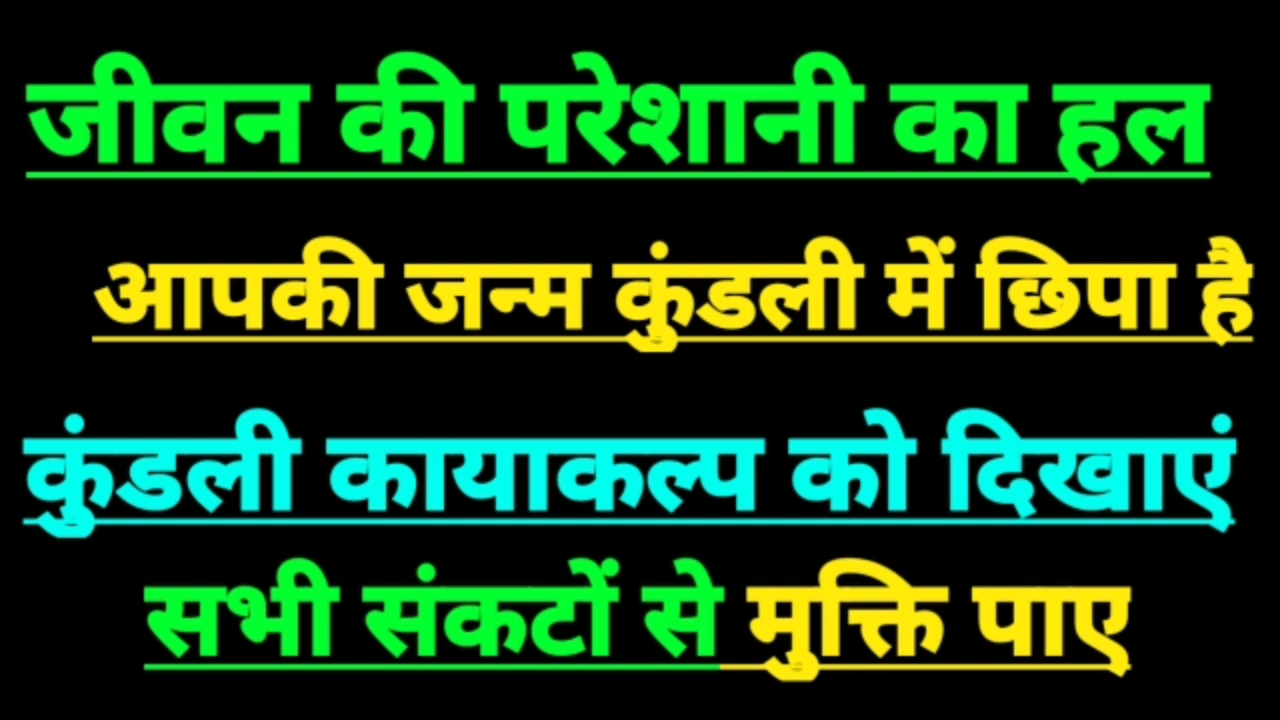 जीवन की परेशानी का हल
आपकी जन्म कुंडली में छिपा है
कुंडली कायाकल्प को दिखाएं
सभी संकटों से मुक्ति पाए